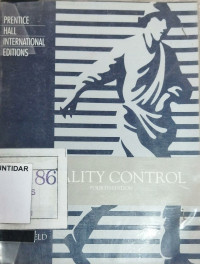 PRENTICE
HALL
INTERNATIONAL
EDITIONS
ALITY CONTROL
UNTIDAR
86
ELD